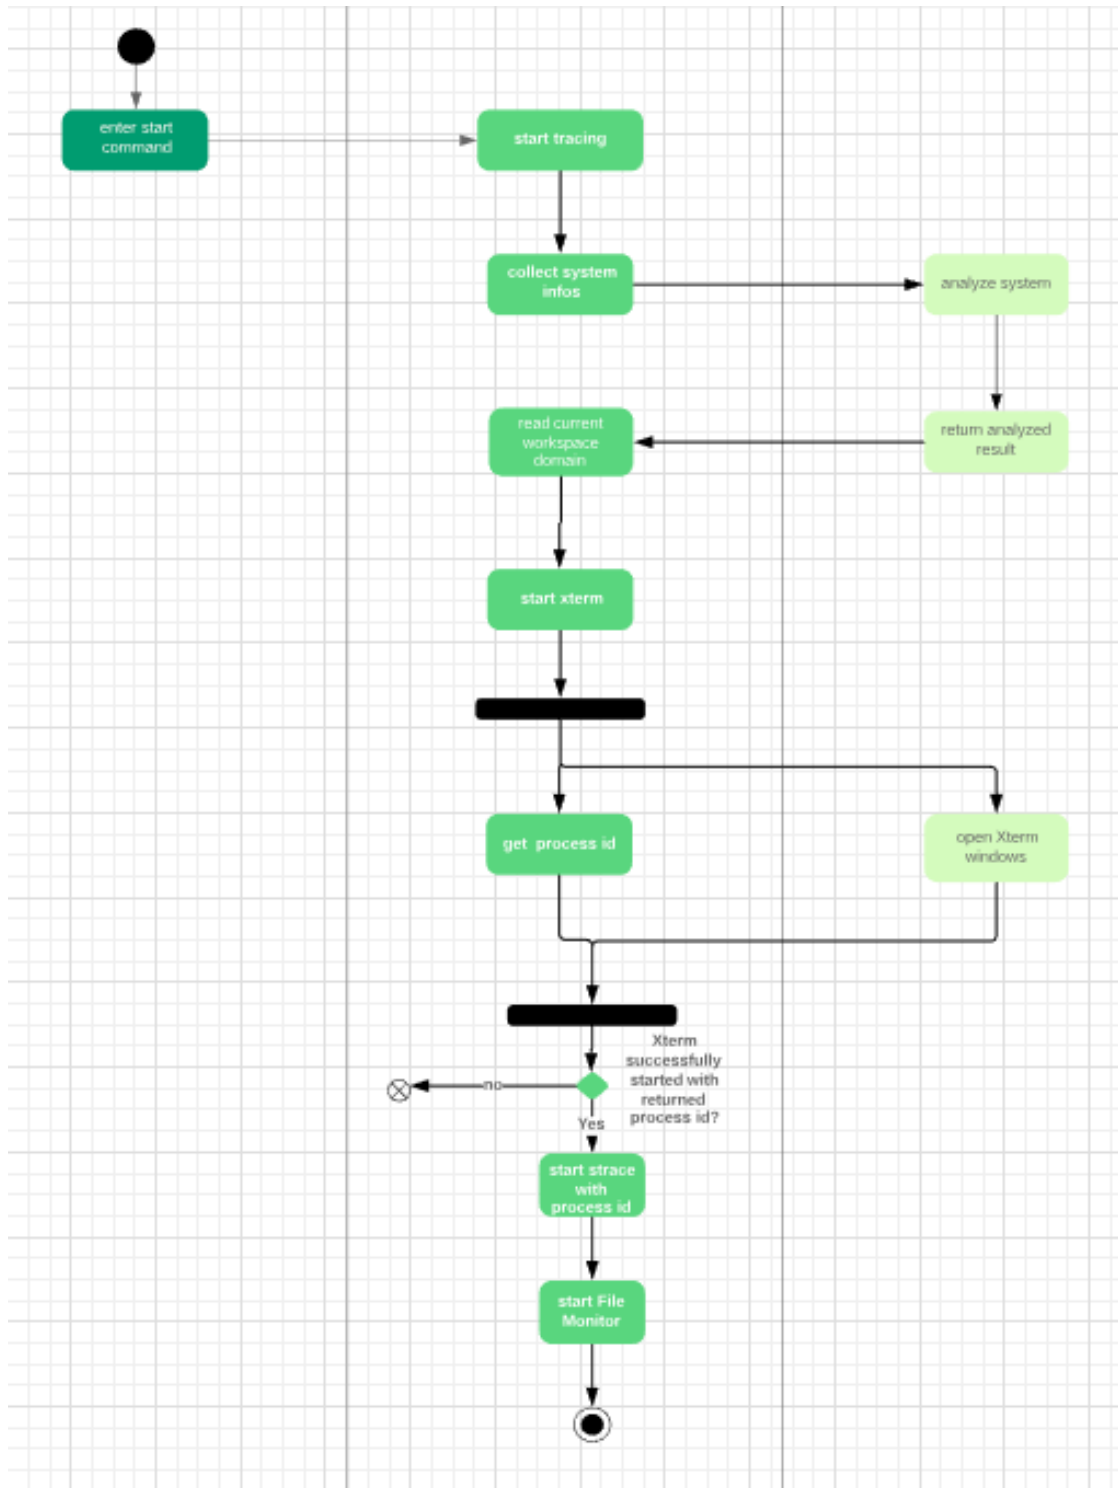 enter start
command
start tracing
collect system
infos
analyze system
read current
workspace
domain
return analyzed
result
start xterm
get process id
open Xterm
windows
Xterm
successfully
started with
returned
process id?
no
Yes
start strace
with
process id
start File
Monitor